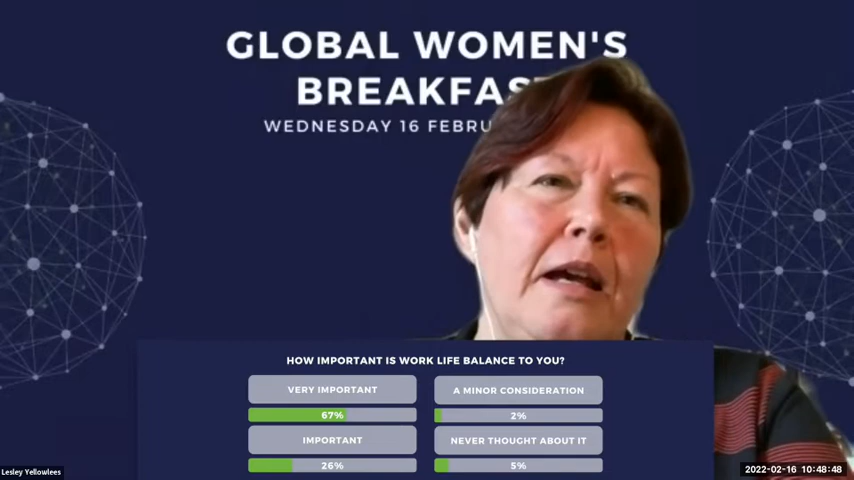 GLOBAL WOMEN'S
WEDNESDAY 16
HOW IMPORTANT IS WORK LIFE BALANCE TO YOU?
VERY IMPORTANT
67%
A MINOR CONSIDERATION
2%
IMPORTANT
26%
NEVER THOUGHT ABOUT IT
5%
Lesley Yellowlees
2022-02-16 10:48:48